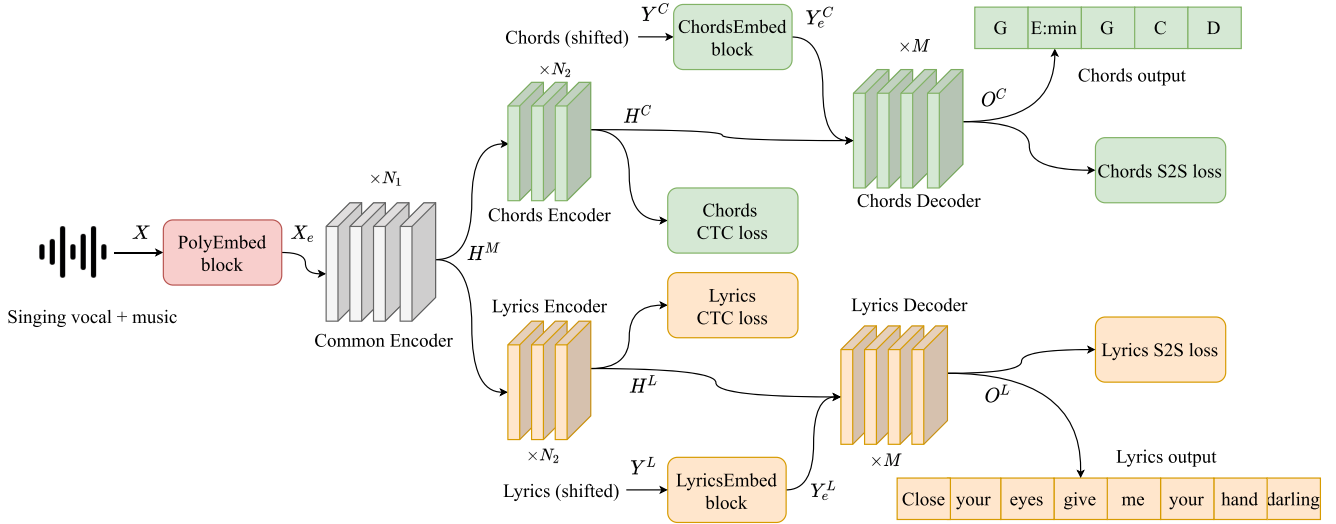 Singing vocal + music
X
PolyEmbed
block
X_e
×N_1
Common Encoder
H^M
×N_2
Chords Encoder
H^C
Chords
CTC loss
Chords (shifted)
Y^C
ChordsEmbed
block
Y_e^C
×M
Chords Decoder
O^C
G E:min G C D
Chords output
Chords S2S loss
Lyrics Encoder
×N_2
Lyrics
CTC loss
H^L
Lyrics (shifted)
Y^L
LyricsEmbed
block
Y_e^L
Lyrics Decoder
×M
O^L
Lyrics S2S loss
Lyrics output
Close your eyes give me your hand darling